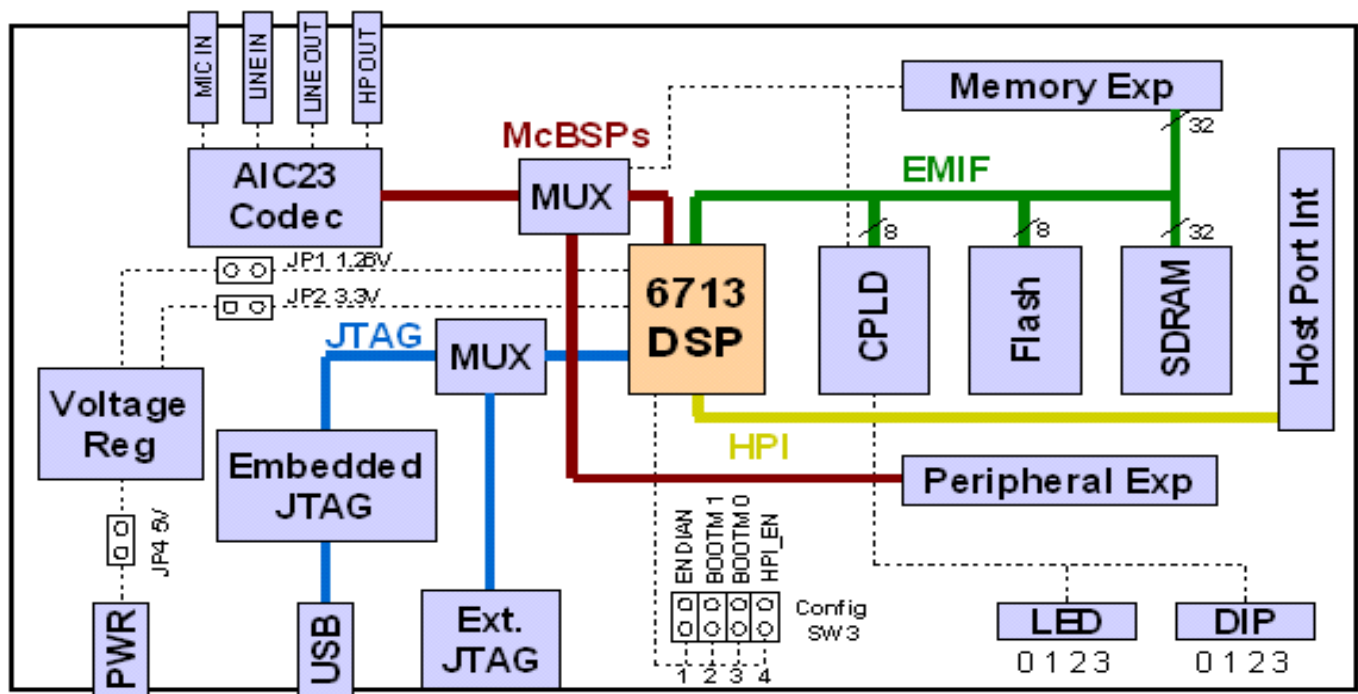 MIC IN
LINE IN
LINE OUT
HP OUT
Memory Exp
32
McBSPs
AIC23
Codec
MUX
EMIF
8
8
32
Host Port Int
JP1 1.26V
JP2 3.3V
6713
DSP
CPLD
Flash
SDRAM
JTAG
MUX
Voltage
Reg
HPI
Embedded
JTAG
Peripheral Exp
JP4 5V
ENDIAN
BOOTM 1
BOOTM 0
HPI_EN
Config
SW 3
PWR
USB
Ext.
JTAG
1 2 3 4
LED
0 1 2 3
DIP
0 1 2 3